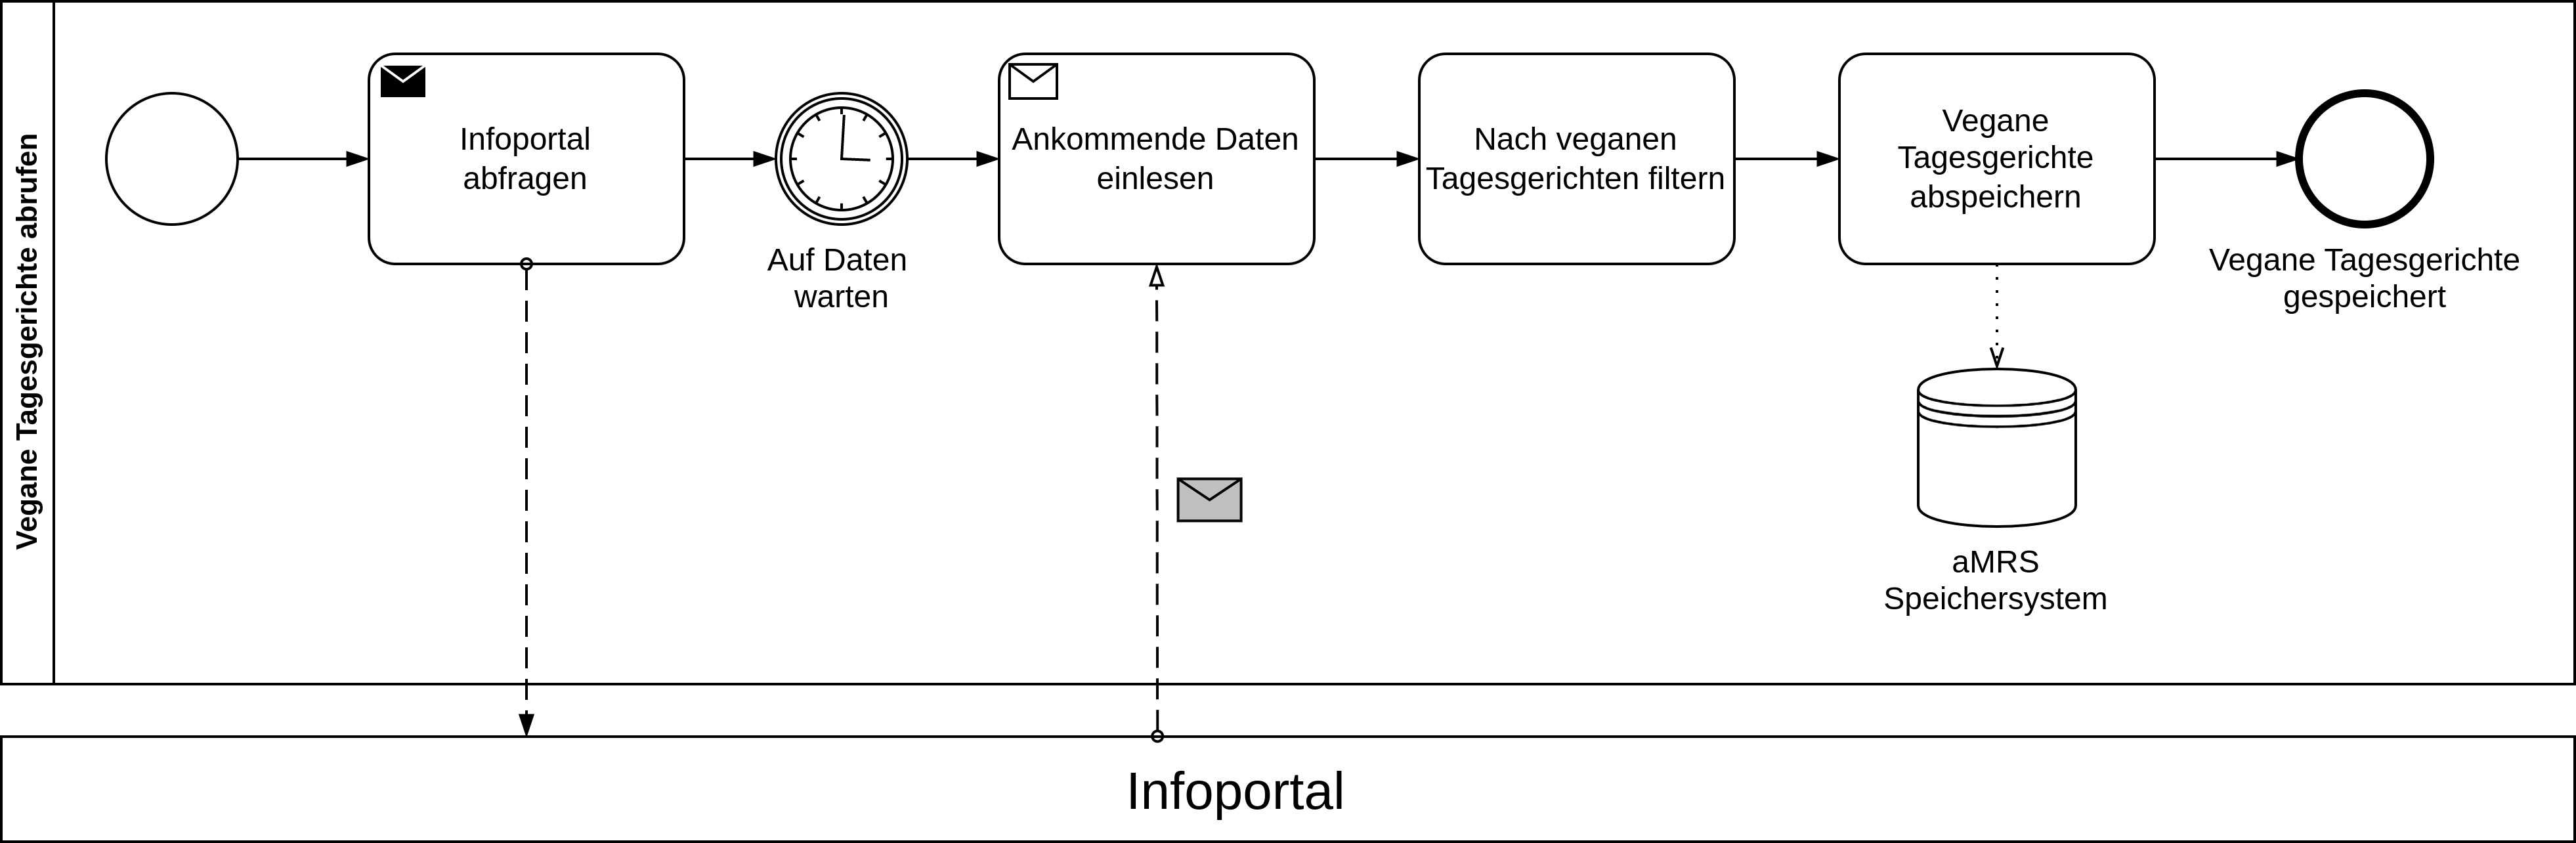 Vegane Tagesgerichte abrufen
Infoportal
abfragen
Auf Daten
warten
Ankommende Daten
einlesen
Nach veganen
Tagesgerichten filtern
Vegane
Tagesgerichte
abspeichern
Vegane Tagesgerichte
gespeichert
aMRS
Speichersystem
Infoportal